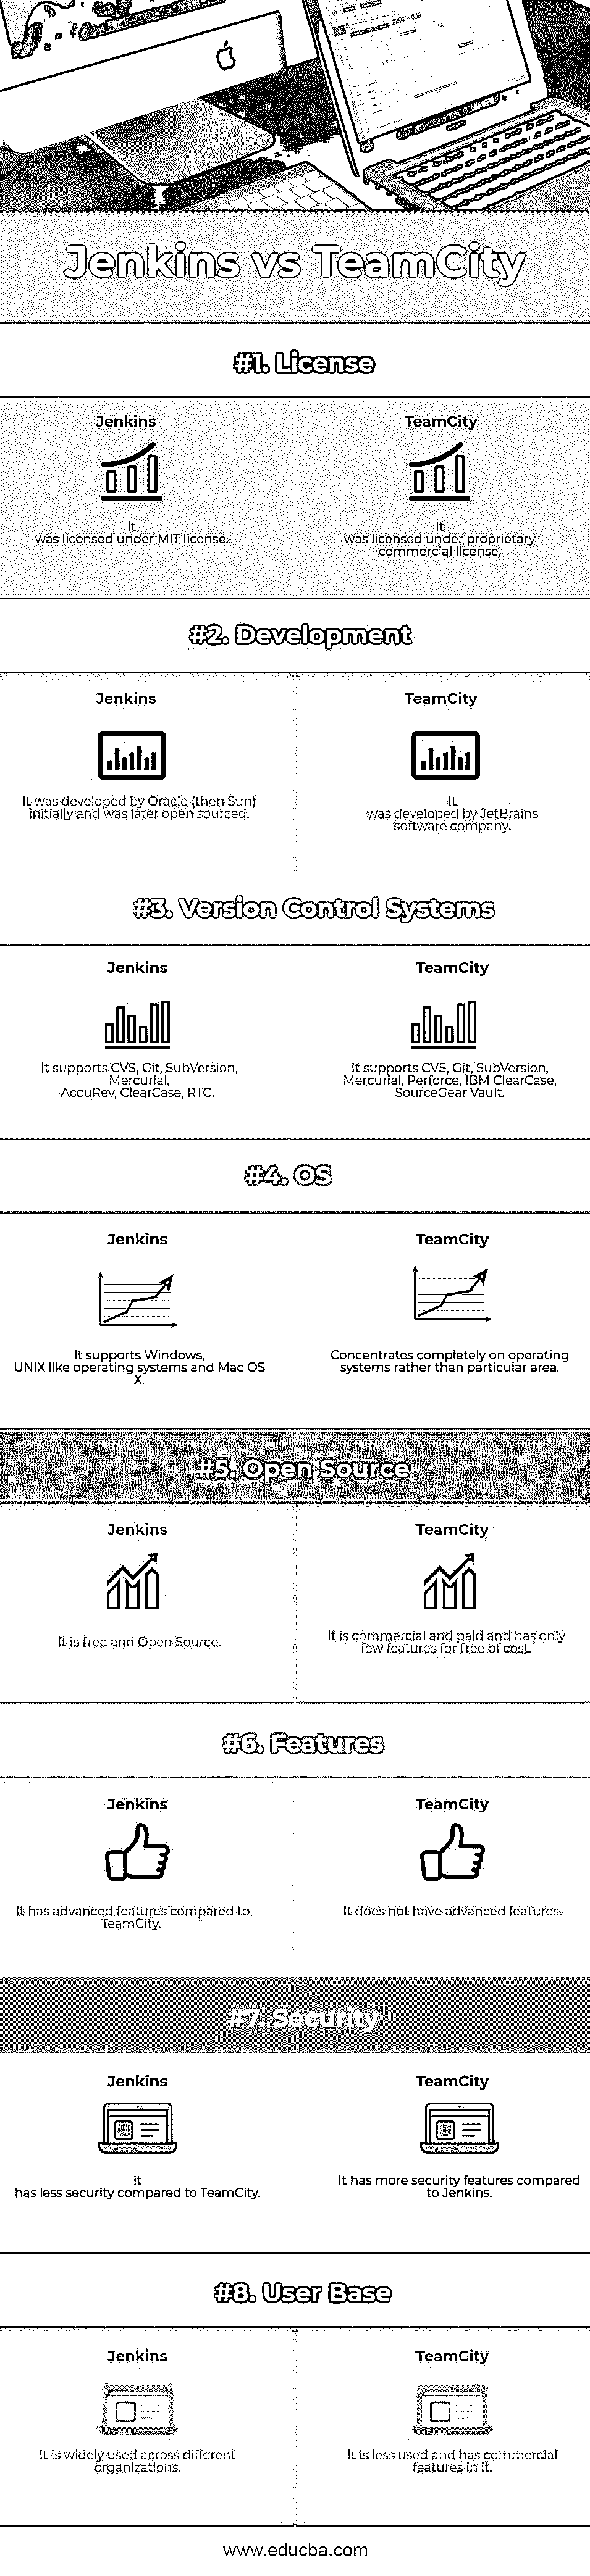 Jenkins vs TeamCity
#1. License
Jenkins
It
was licensed under MIT license.
TeamCity
It
was licensed under proprietary
commercial license.
#2. Development
Jenkins
It was developed by Oracle (then Sun)
initially and was later open sourced.
TeamCity
It
was developed by JetBrains
software company.
#3. Version Control Systems
Jenkins
It supports CVS, Git, SubVersion,
Mercurial,
AccuRev, ClearCase, RTC.
TeamCity
It supports CVS, Git, SubVersion,
Mercurial, Perforce, IBM ClearCase,
SourceGear Vault.
#4. OS
Jenkins
It supports Windows,
UNIX like operating systems and Mac OS
X.
TeamCity
Concentrates completely on operating
systems rather than particular area.
#5. Open Source
Jenkins
It is free and Open Source.
TeamCity
It is commercial and paid and has only
few features for free of cost.
#6. Features
Jenkins
It has advanced features compared to
TeamCity.
TeamCity
It does not have advanced features.
#7. Security
Jenkins
it
has less security compared to TeamCity.
TeamCity
It has more security features compared
to Jenkins.
#8. User Base
Jenkins
It is widely used across different
organizations.
TeamCity
It is less used and has commercial
features in it.
www.educba.com